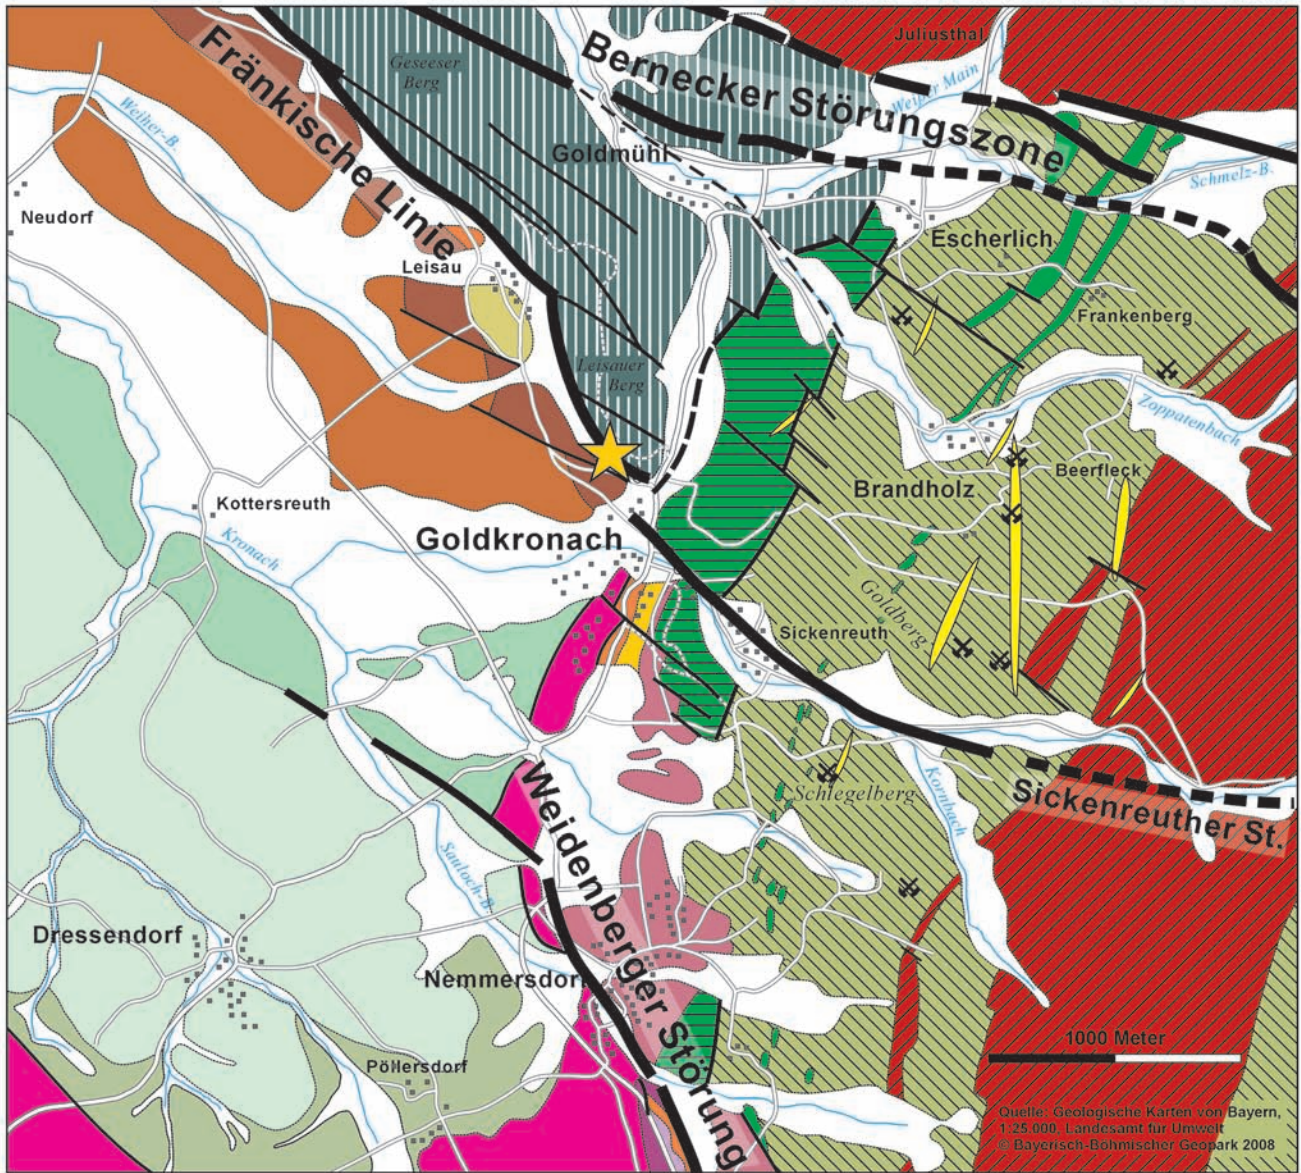 Juliusthal
Geseeser
Berg
Fränkische Linie
Bernecker Störungszone
Weißer Main
Weiher-B.
Goldmühl
Schmelz-B.
Neudorf
Escherlich
Leisau
Frankenberg
Leisauer
Berg
Zoppatenbach
Beerfleck
Brandholz
Kottersreuth
Kronach
Goldkronach
Goldberg
Sickenreuth
Kornbach
Schlegelberg
Sickenreuther St.
Weidenberger Störung
Sauloch-B.
Dressendorf
Nemmersdorf
1000 Meter
Pöllersdorf
Quelle: Geologische Karten von Bayern,
1:25.000, Landesamt für Umwelt
© Bayerisch-Böhmischer Geopark 2008